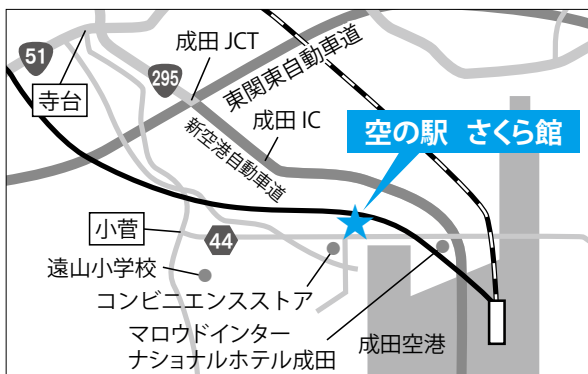 51
寺台
295
成田 JCT
東関東自動車道
成田 IC
新空港自動車道
空の駅 さくら館
小菅
44
遠山小学校
コンビニエンスストア
マロウドインター
ナショナルホテル成田
成田空港